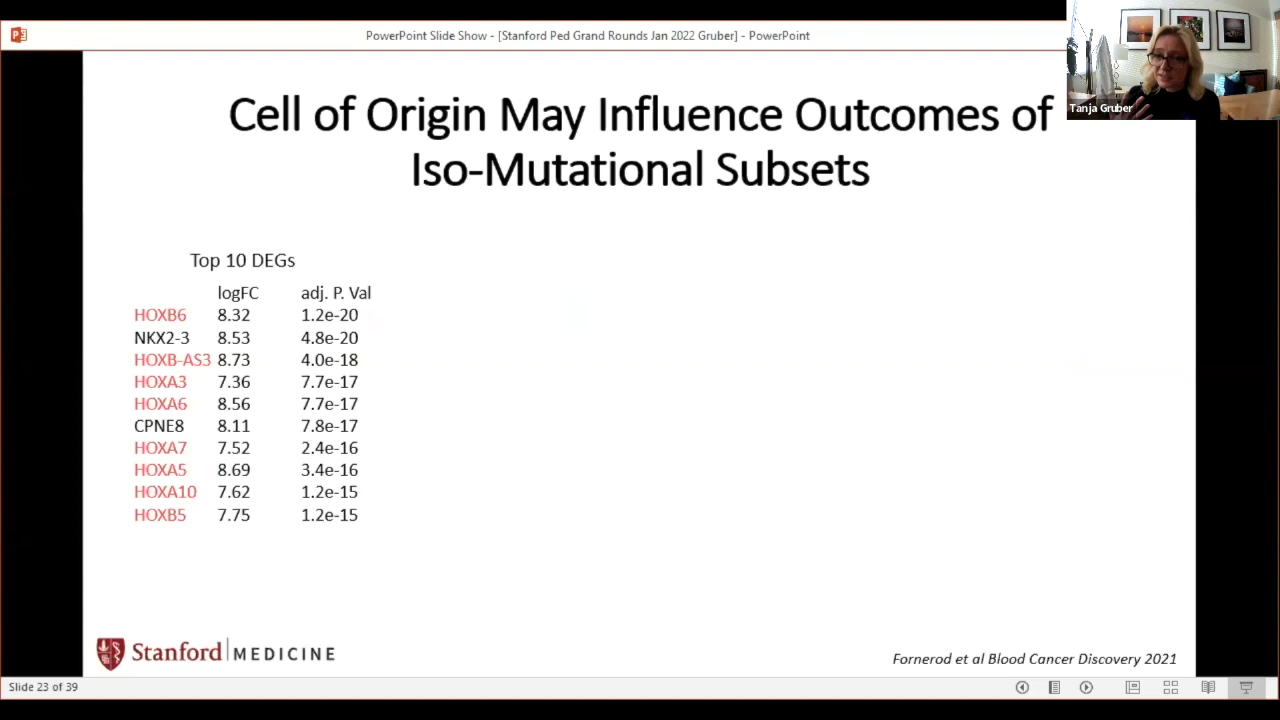 PowerPoint Slide Show - [Stanford Ped Grand Rounds Jan 2022 Gruber] - PowerPoint
Tanja Gruber
Cell of Origin May Influence Outcomes of
Iso-Mutational Subsets
Top 10 DEGs
logFC adj. P. Val
HOXB6 8.32 1.2e-20
NKX2-3 8.53 4.8e-20
HOXB-AS3 8.73 4.0e-18
HOXA3 7.36 7.7e-17
HOXA6 8.56 7.7e-17
CPNE8 8.11 7.8e-17
HOXA7 7.52 2.4e-16
HOXA5 8.69 3.4e-16
HOXA10 7.62 1.2e-15
HOXB5 7.75 1.2e-15
Stanford MEDICINE
Fornerod et al Blood Cancer Discovery 2021
Slide 23 of 39